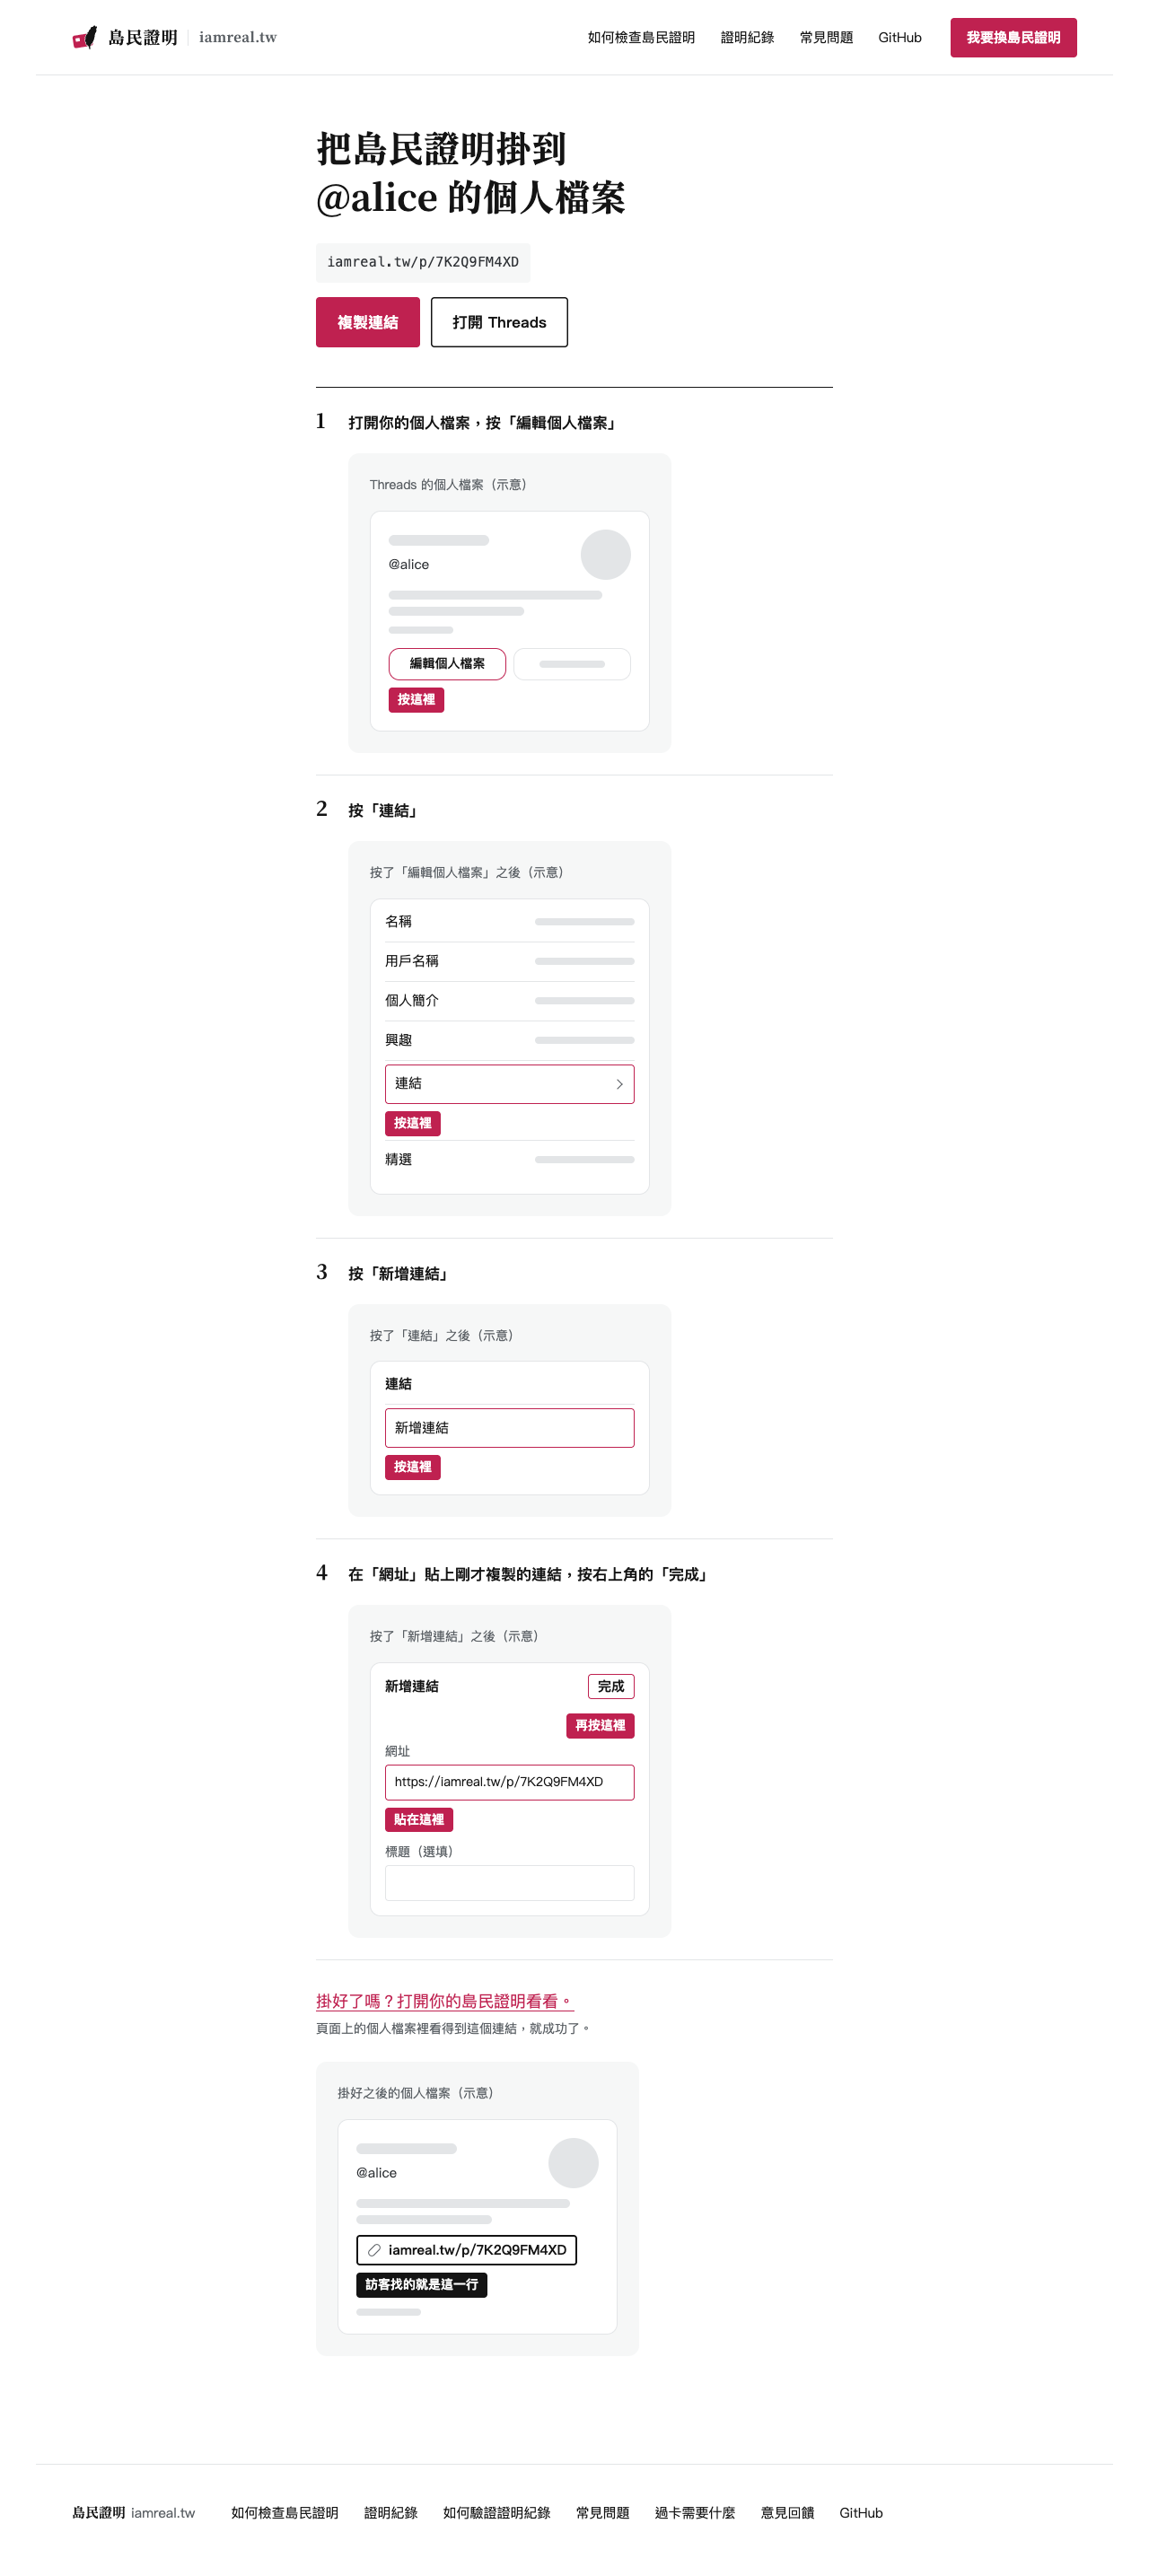 島民證明 iamreal.tw
如何檢查島民證明 證明紀錄 常見問題 GitHub 我要換島民證明
把島民證明掛到
@alice 的個人檔案
iamreal.tw/p/7K2Q9FM4XD
複製連結 打開 Threads
1 打開你的個人檔案，按「編輯個人檔案」
Threads 的個人檔案（示意）
@alice
編輯個人檔案
按這裡
2 按「連結」
按了「編輯個人檔案」之後（示意）
名稱
用戶名稱
個人簡介
興趣
連結
按這裡
精選
3 按「新增連結」
按了「連結」之後（示意）
連結
新增連結
按這裡
4 在「網址」貼上剛才複製的連結，按右上角的「完成」
按了「新增連結」之後（示意）
新增連結 完成
再按這裡
網址
https://iamreal.tw/p/7K2Q9FM4XD
貼在這裡
標題（選填）
掛好了嗎？打開你的島民證明看看。
頁面上的個人檔案裡看得到這個連結，就成功了。
掛好之後的個人檔案（示意）
@alice
iamreal.tw/p/7K2Q9FM4XD
訪客找的就是這一行
島民證明 iamreal.tw 如何檢查島民證明 證明紀錄 如何驗證證明紀錄 常見問題 過卡需要什麼 意見回饋 GitHub